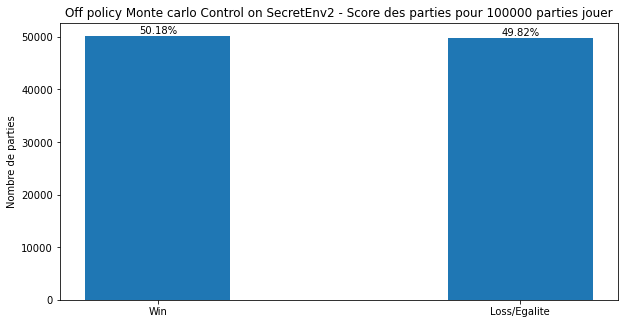 Off policy Monte carlo Control on SecretEnv2 - Score des parties pour 100000 parties jouer
50.18%
49.82%
50000
40000
30000
20000
10000
0
Nombre de parties
Win
Loss/Egalite